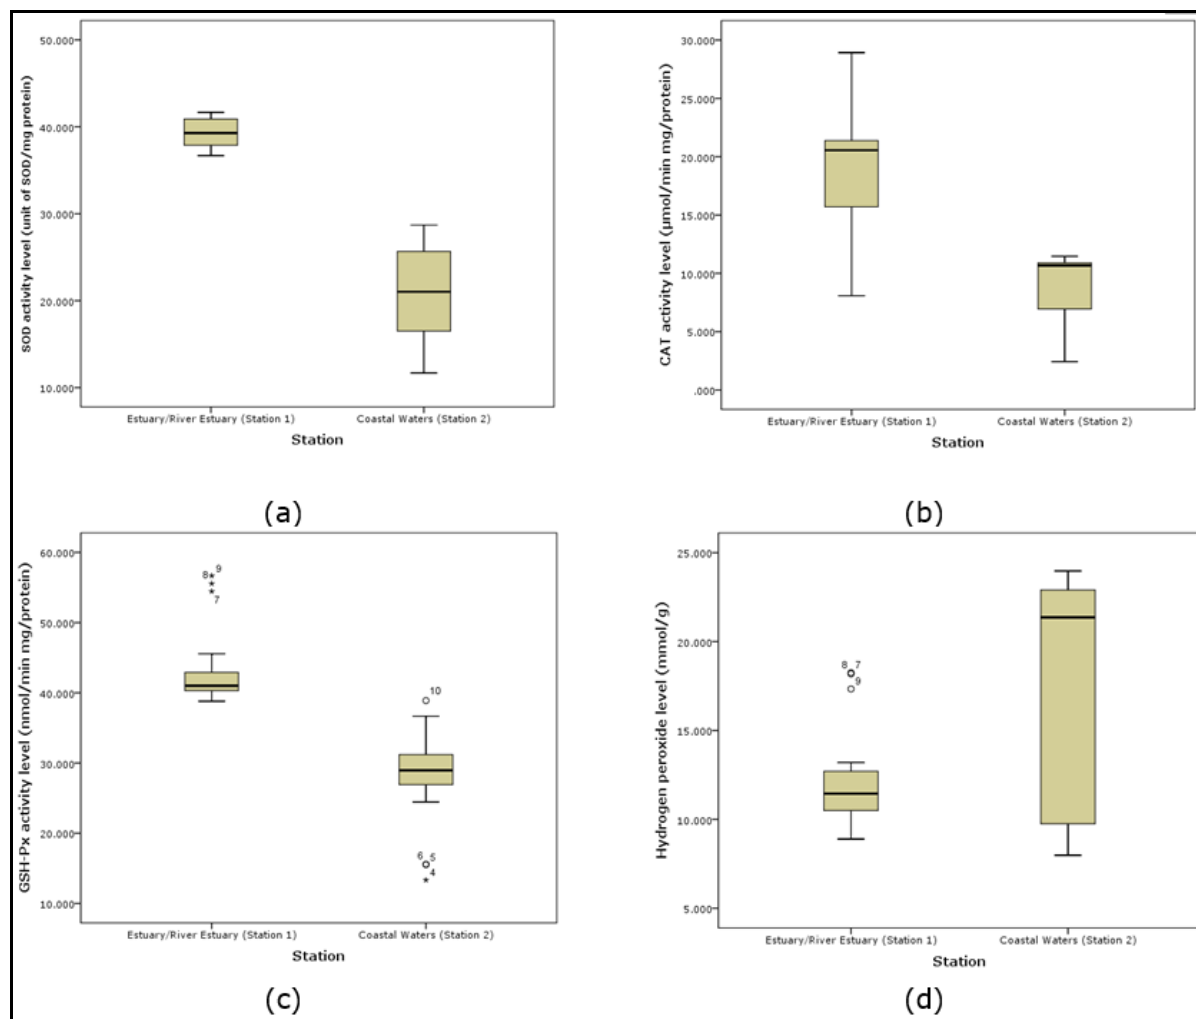 SOD activity level (unit of SOD/mg protein)
50.000
40.000
30.000
20.000
10.000
Estuary/River Estuary (Station 1)
Coastal Waters (Station 2)
Station
(a)
CAT activity level (µmol/min mg/protein)
30.000
25.000
20.000
15.000
10.000
5.000
.000
Estuary/River Estuary (Station 1)
Coastal Waters (Station 2)
Station
(b)
GSH-Px activity level (nmol/min mg/protein)
60.000
50.000
40.000
30.000
20.000
10.000
8
9
7
10
6
5
4
Estuary/River Estuary (Station 1)
Coastal Waters (Station 2)
Station
(c)
Hydrogen peroxide level (mmol/g)
25.000
20.000
15.000
10.000
5.000
8
7
9
Estuary/River Estuary (Station 1)
Coastal Waters (Station 2)
Station
(d)